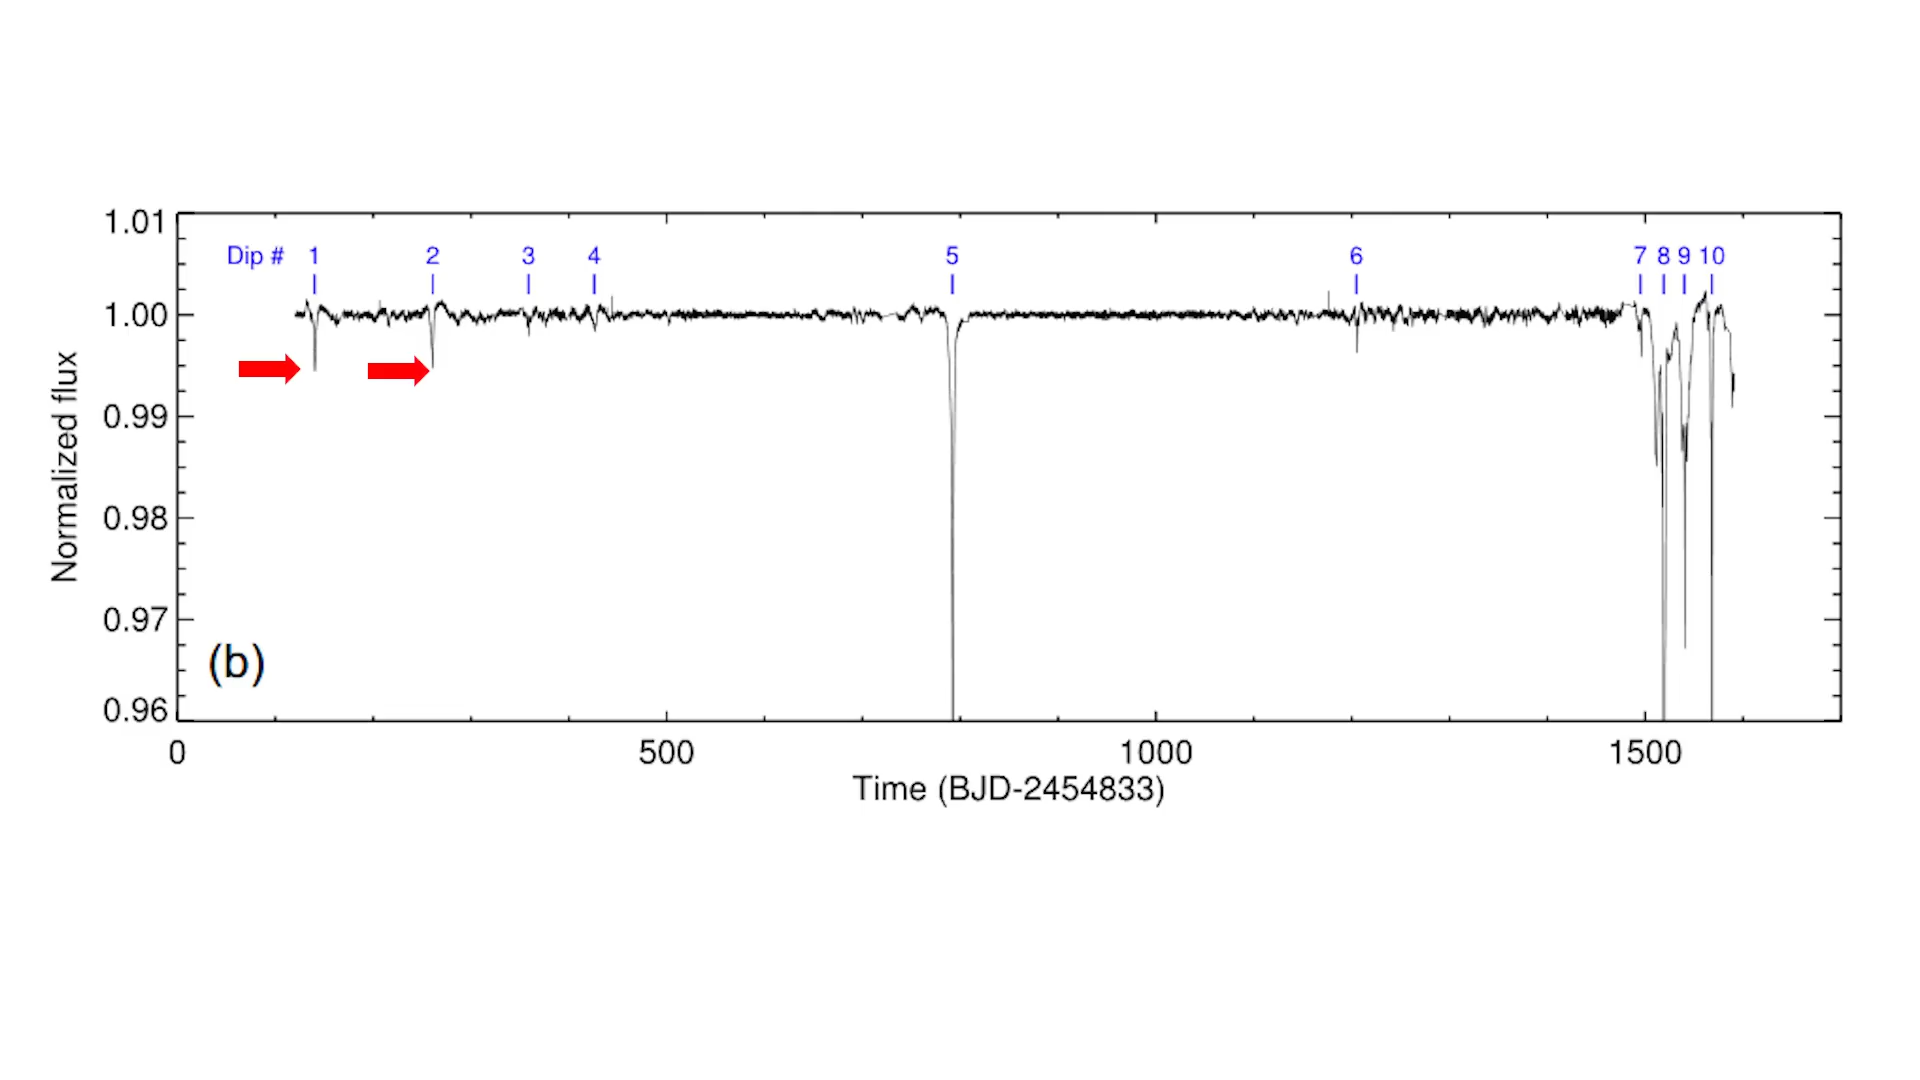 1.01
Dip # 1 2 3 4 5 6 7 8 9 10
1.00
0.99
0.98
0.97
0.96
Normalized flux
(b)
0 500 1000 1500
Time (BJD-2454833)